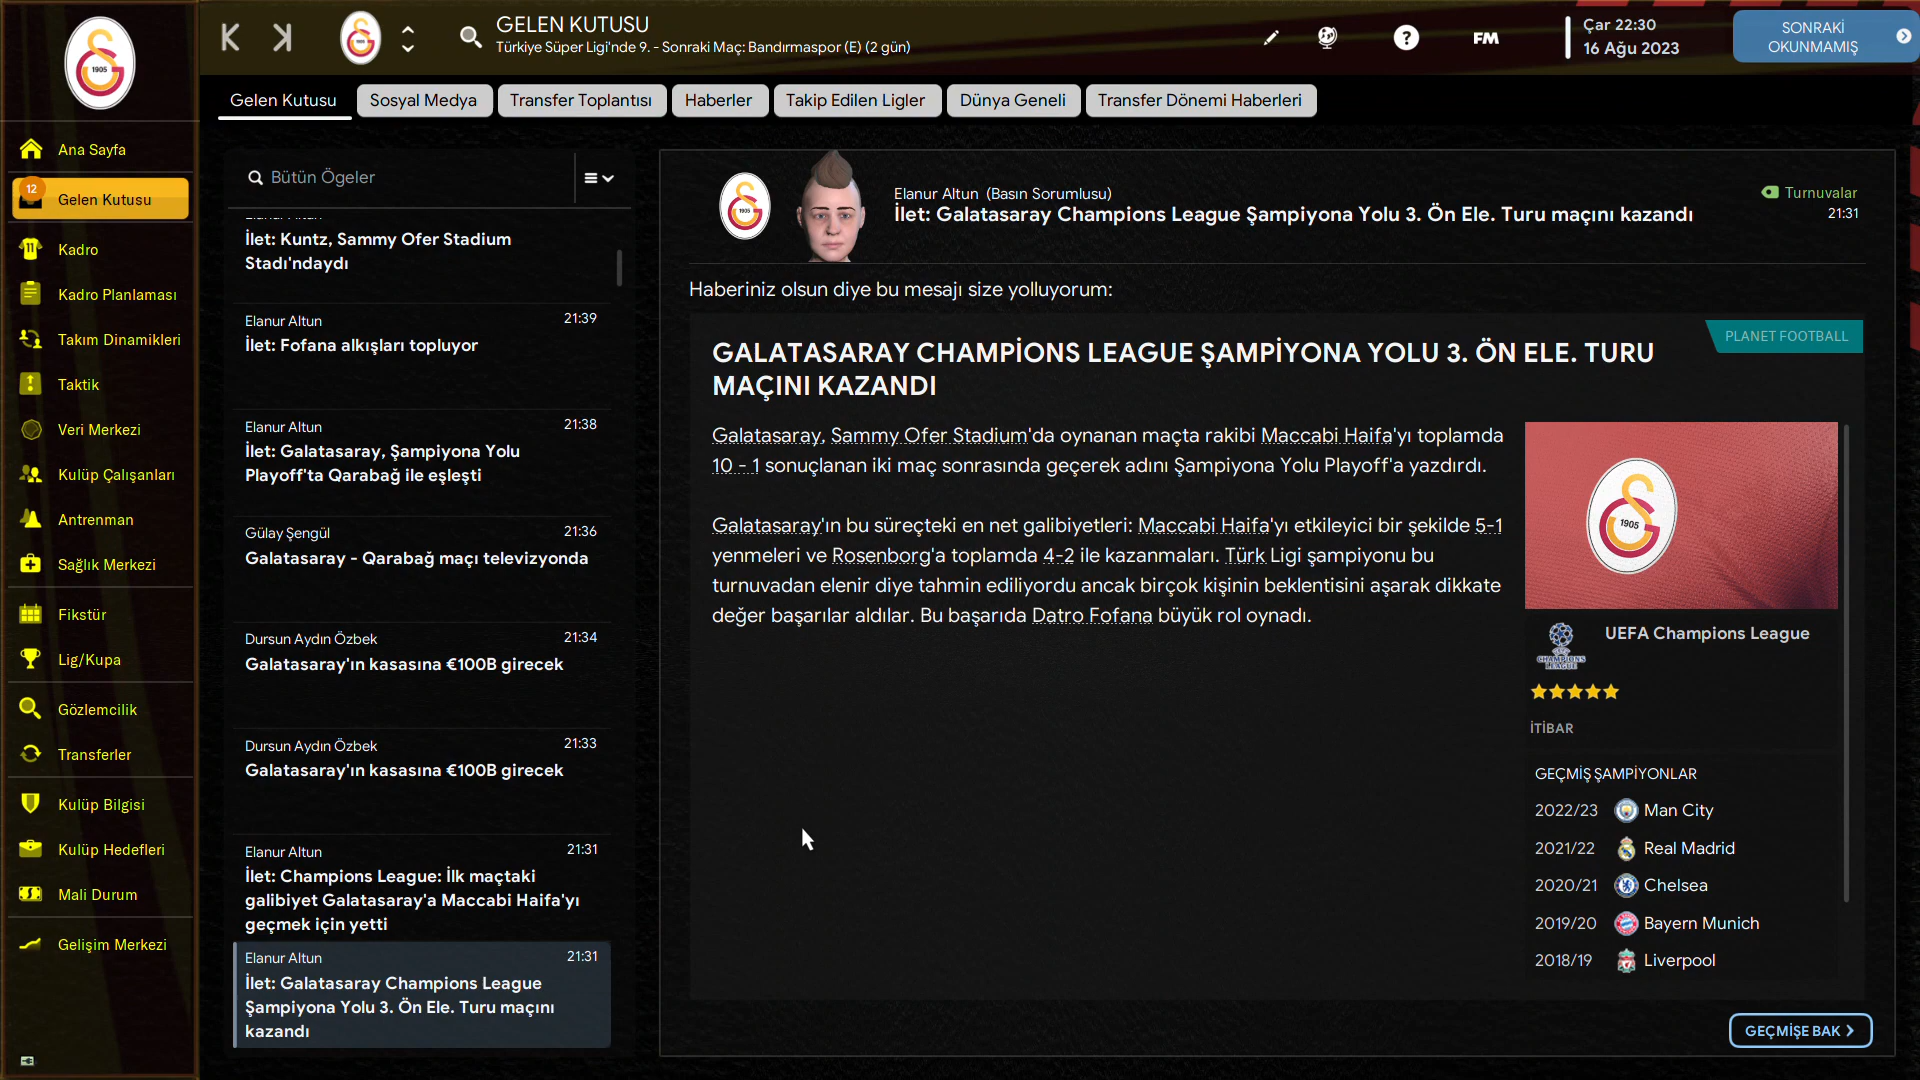 GELEN KUTUSU
Türkiye Süper Ligi'nde 9. - Sonraki Maç: Bandırmaspor (E) (2 gün)
FM
Çar 22:30
16 Ağu 2023
SONRAKİ
OKUNMAMIŞ
1905
Ana Sayfa
12
Gelen Kutusu
Kadro
Kadro Planlaması
Takım Dinamikleri
Taktik
Veri Merkezi
Kulüp Çalışanları
Antrenman
Sağlık Merkezi
Fikstür
Lig/Kupa
Gözlemcilik
Transferler
Kulüp Bilgisi
Kulüp Hedefleri
Mali Durum
Gelişim Merkezi
Gelen Kutusu
Sosyal Medya
Transfer Toplantısı
Haberler
Takip Edilen Ligler
Dünya Geneli
Transfer Dönemi Haberleri
Bütün Ögeler
Elanur Altun
İlet: Kuntz, Sammy Ofer Stadium
Stadı'ndaydı
Elanur Altun 21:39
İlet: Fofana alkışları topluyor
Elanur Altun 21:38
İlet: Galatasaray, Şampiyona Yolu
Playoff'ta Qarabağ ile eşleşti
Gülay Şengül 21:36
Galatasaray - Qarabağ maçı televizyonda
Dursun Aydın Özbek 21:34
Galatasaray'ın kasasına €100B girecek
Dursun Aydın Özbek 21:33
Galatasaray'ın kasasına €100B girecek
Elanur Altun 21:31
İlet: Champions League: İlk maçtaki
galibiyet Galatasaray'a Maccabi Haifa'yı
geçmek için yetti
Elanur Altun 21:31
İlet: Galatasaray Champions League
Şampiyona Yolu 3. Ön Ele. Turu maçını
kazandı
1905
Elanur Altun (Basın Sorumlusu)
İlet: Galatasaray Champions League Şampiyona Yolu 3. Ön Ele. Turu maçını kazandı
Turnuvalar
21:31
Haberiniz olsun diye bu mesajı size yolluyorum:
PLANET FOOTBALL
GALATASARAY CHAMPİONS LEAGUE ŞAMPİYONA YOLU 3. ÖN ELE. TURU
MAÇINI KAZANDI
Galatasaray, Sammy Ofer Stadium'da oynanan maçta rakibi Maccabi Haifa'yı toplamda
10 - 1 sonuçlanan iki maç sonrasında geçerek adını Şampiyona Yolu Playoff'a yazdırdı.
Galatasaray'ın bu süreçteki en net galibiyetleri: Maccabi Haifa'yı etkileyici bir şekilde 5-1
yenmeleri ve Rosenborg'a toplamda 4-2 ile kazanmaları. Türk Ligi şampiyonu bu
turnuvadan elenir diye tahmin ediliyordu ancak birçok kişinin beklentisini aşarak dikkate
değer başarılar aldılar. Bu başarıda Datro Fofana büyük rol oynadı.
1905
CHAMPIONS
LEAGUE
UEFA Champions League
İTİBAR
GEÇMİŞ ŞAMPİYONLAR
2022/23 Man City
2021/22 Real Madrid
2020/21 Chelsea
2019/20 Bayern Munich
2018/19 Liverpool
GEÇMİŞE BAK